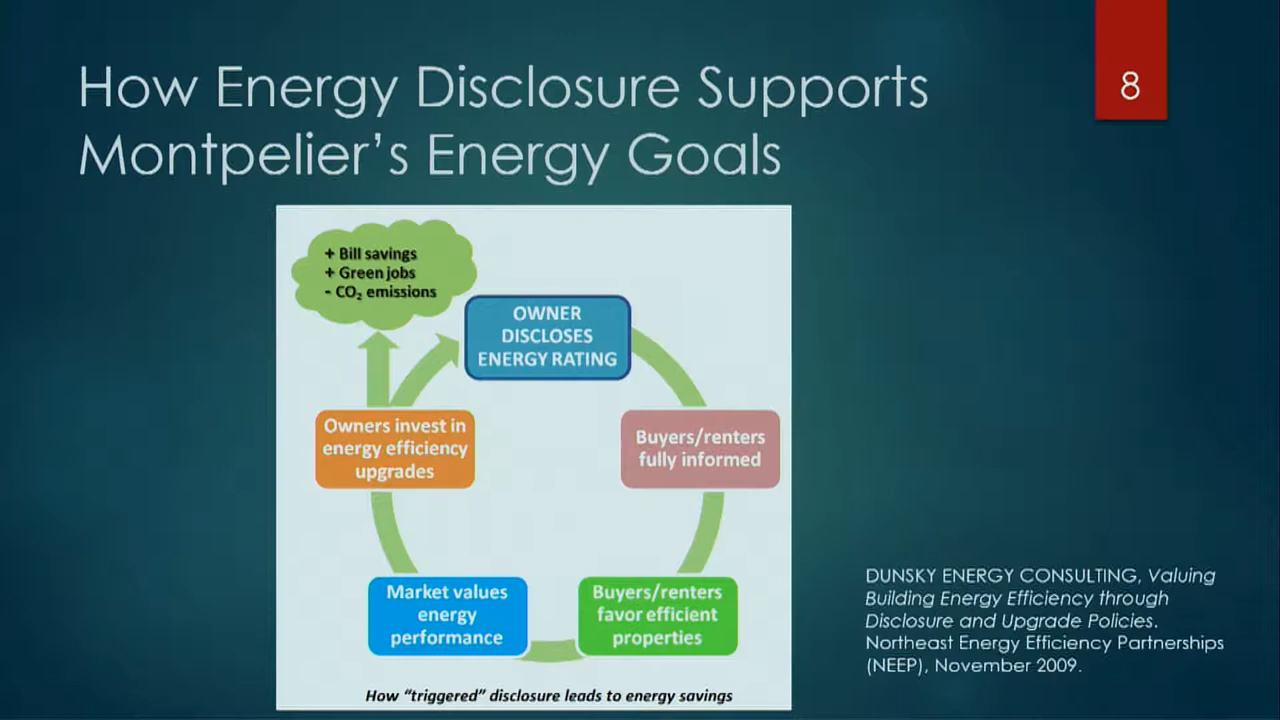 How Energy Disclosure Supports
Montpelier's Energy Goals
8
+ Bill savings
+ Green jobs
- CO₂ emissions
OWNER
DISCLOSES
ENERGY RATING
Buyers/renters
fully informed
Buyers/renters
favor efficient
properties
Market values
energy
performance
Owners invest in
energy efficiency
upgrades
How "triggered" disclosure leads to energy savings
DUNSKY ENERGY CONSULTING, Valuing
Building Energy Efficiency through
Disclosure and Upgrade Policies.
Northeast Energy Efficiency Partnerships
(NEEP), November 2009.